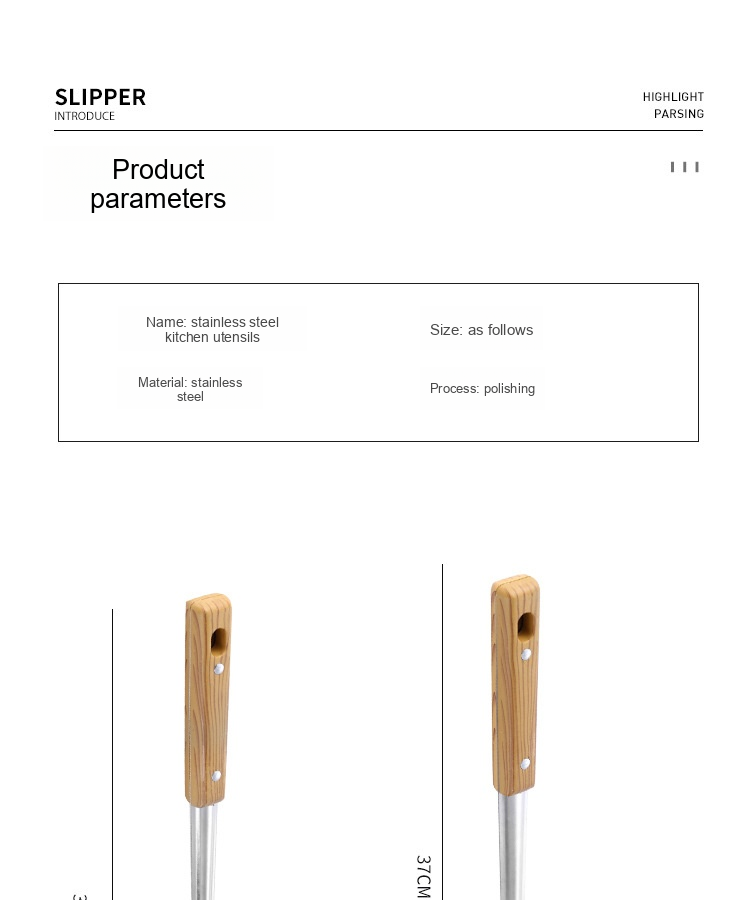 SLIPPER
INTRODUCE
HIGHLIGHT
PARSING
Product
parameters
Name: stainless steel
kitchen utensils
Size: as follows
Material: stainless
steel
Process: polishing
37CM